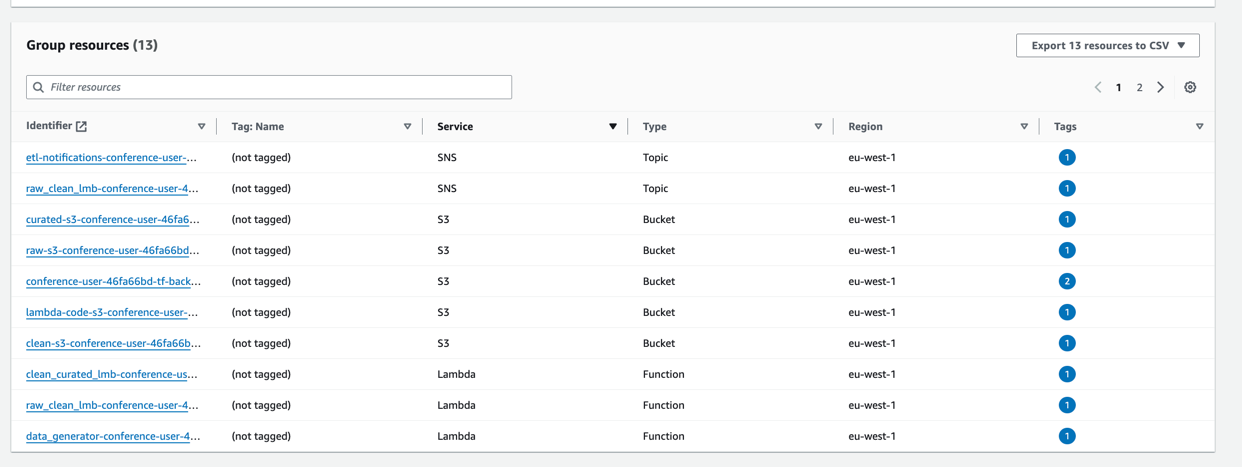 Group resources (13)
Export 13 resources to CSV
Filter resources
1 2
Identifier Tag: Name Service Type Region Tags
etl-notifications-conference-user-... (not tagged) SNS Topic eu-west-1 1
raw_clean_lmb-conference-user-4... (not tagged) SNS Topic eu-west-1 1
curated-s3-conference-user-46fa6... (not tagged) S3 Bucket eu-west-1 1
raw-s3-conference-user-46fa66bd... (not tagged) S3 Bucket eu-west-1 1
conference-user-46fa66bd-tf-back... (not tagged) S3 Bucket eu-west-1 2
lambda-code-s3-conference-user-... (not tagged) S3 Bucket eu-west-1 1
clean-s3-conference-user-46fa66b... (not tagged) S3 Bucket eu-west-1 1
clean_curated_lmb-conference-us... (not tagged) Lambda Function eu-west-1 1
raw_clean_lmb-conference-user-4... (not tagged) Lambda Function eu-west-1 1
data_generator-conference-user-4... (not tagged) Lambda Function eu-west-1 1